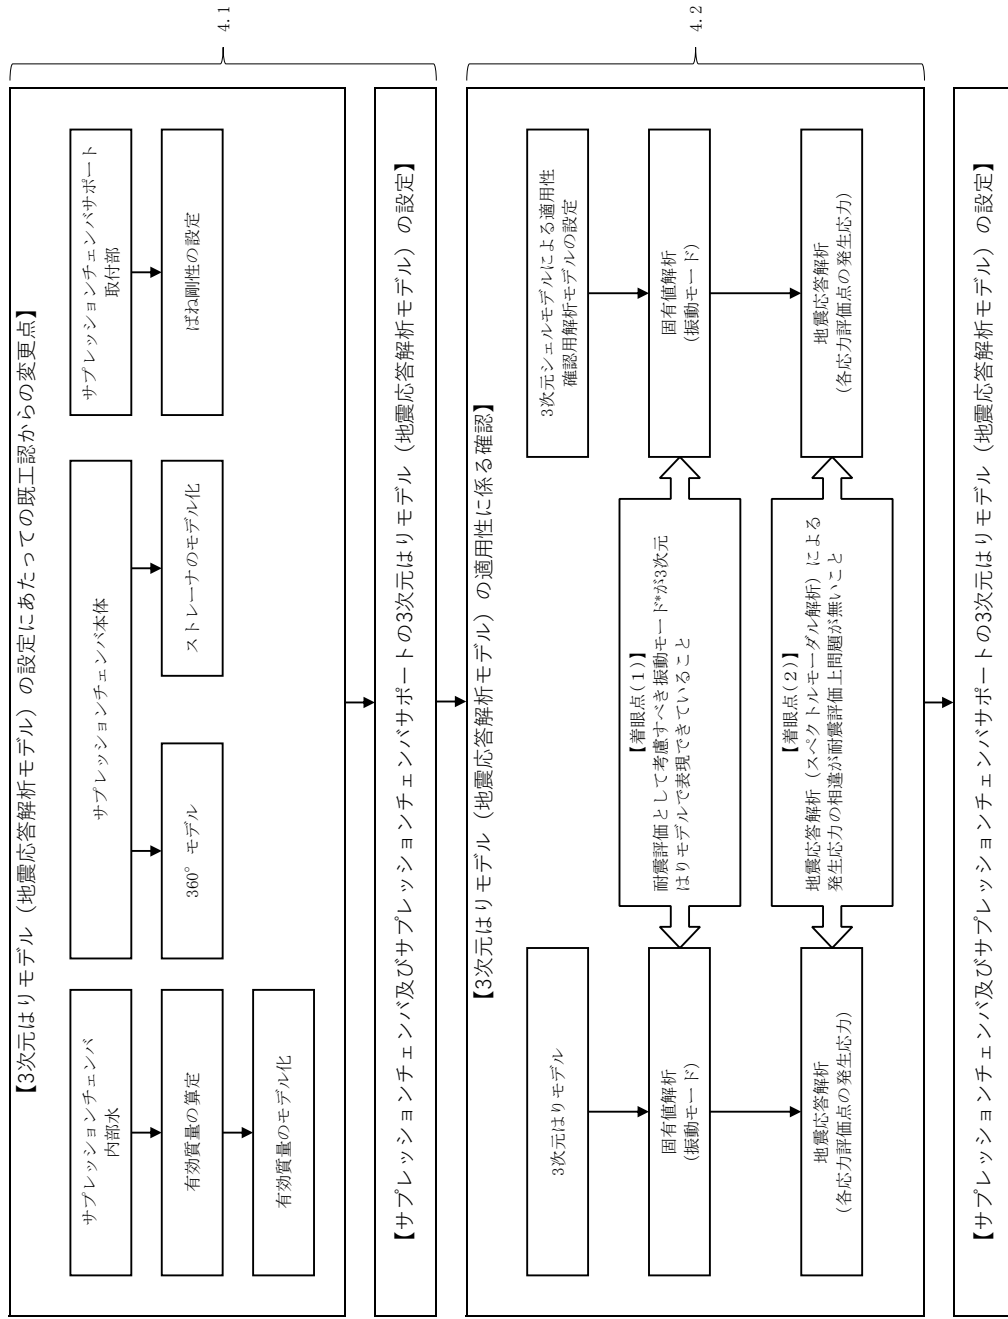 【3次元はりモデル（地震応答解析モデル）の設定にあたっての既工認からの変更点】
サプレッションチェンバ
内部水
有効質量の算定
有効質量のモデル化
サプレッションチェンバ本体
360°モデル
ストレーナのモデル化
サプレッションチェンバサポート
取付部
ばね剛性の設定
4.1
【サプレッションチェンバ及びサプレッションチェンバサポートの3次元はりモデル（地震応答解析モデル）の設定】
【3次元はりモデル（地震応答解析モデル）の適用性に係る確認】
3次元はりモデル
固有値解析
(振動モード)
地震応答解析
(各応力評価点の発生応力)
【着眼点(1)】
耐震評価として考慮すべき振動モード*が3次元
はりモデルで表現できていること
【着眼点(2)】
地震応答解析（スペクトルモーダル解析）による
発生応力の相違が耐震評価上問題が無いこと
3次元シェルモデルによる適用性
確認用解析モデルの設定
固有値解析
(振動モード)
地震応答解析
(各応力評価点の発生応力)
4.2
【サプレッションチェンバ及びサプレッションチェンバサポートの3次元はりモデル（地震応答解析モデル）の設定】